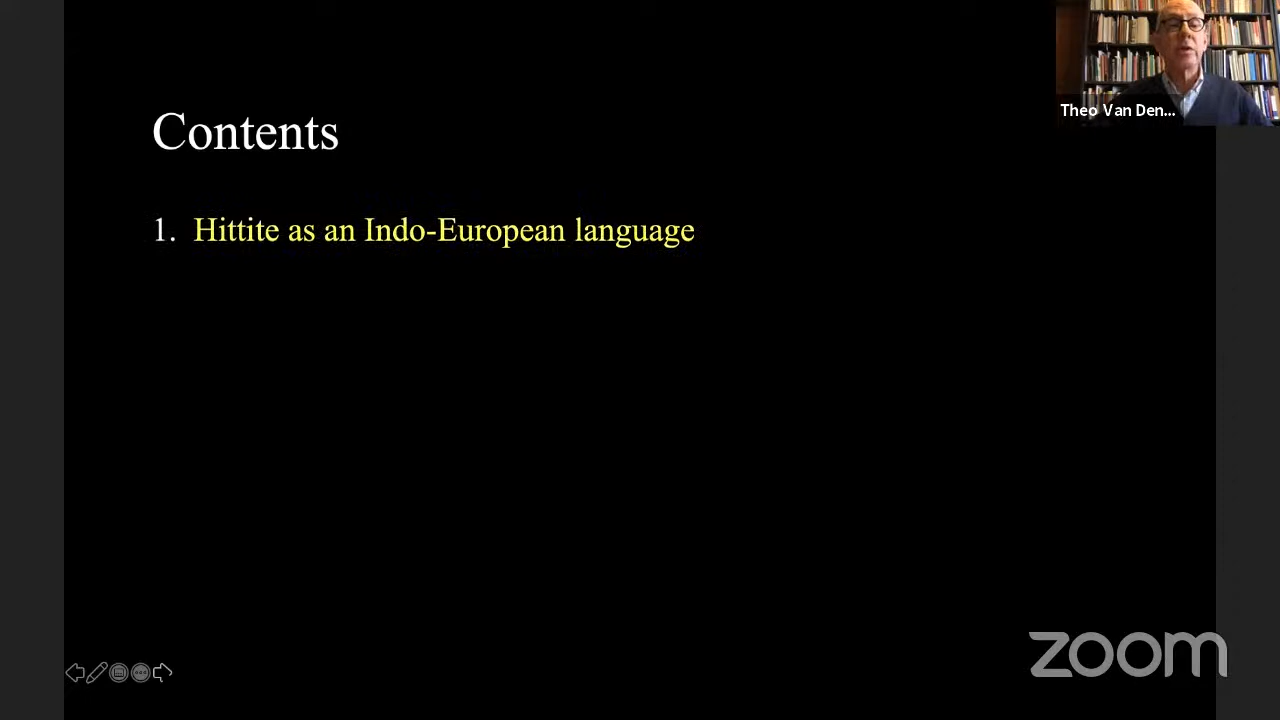 Contents
1. Hittite as an Indo-European language
Theo Van Den...
zoom